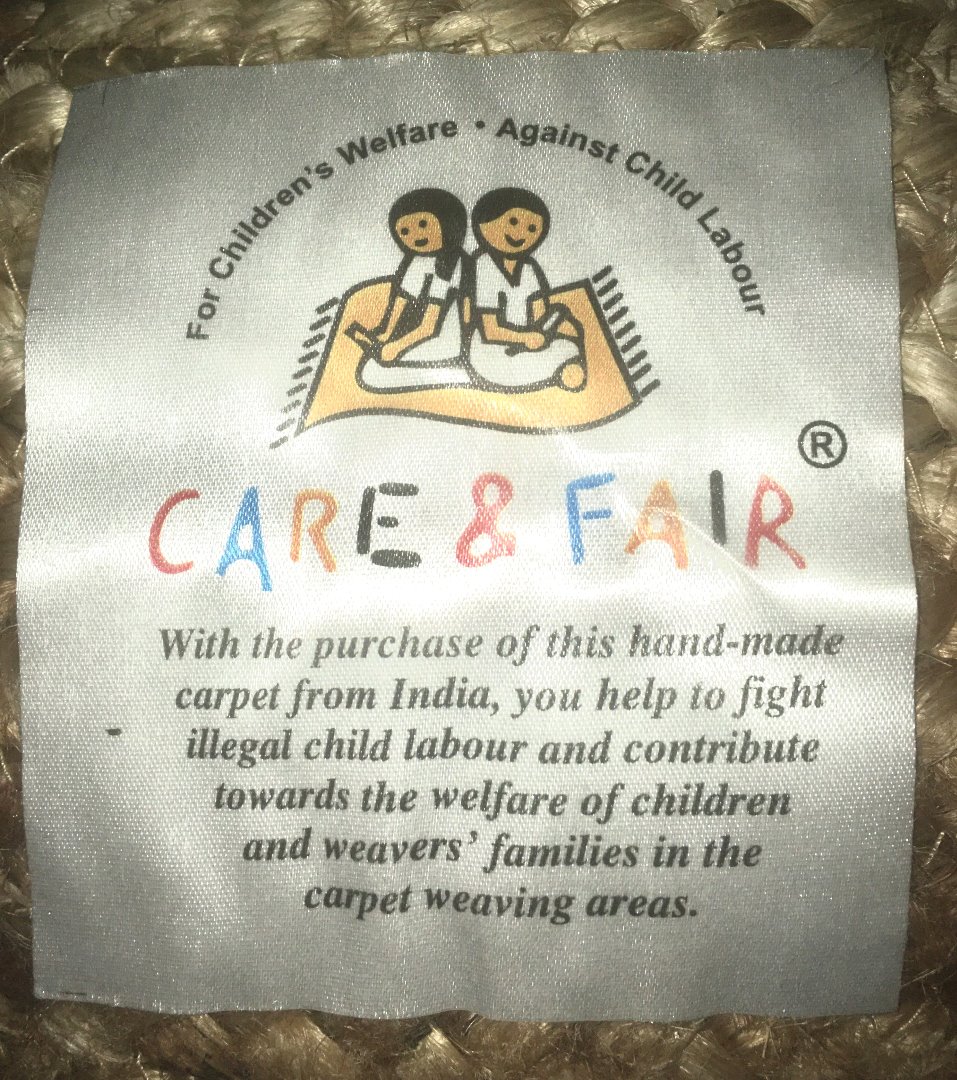 For Children's Welfare • Against Child Labour
CARE & FAIR ®
With the purchase of this hand-made
carpet from India, you help to fight
illegal child labour and contribute
towards the welfare of children
and weavers' families in the
carpet weaving areas.